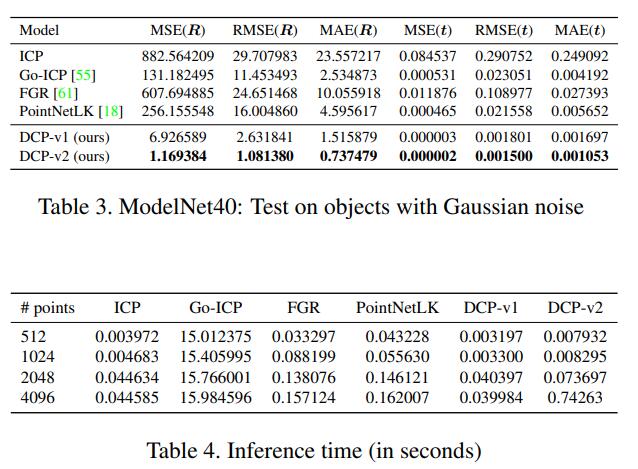 Model MSE(R) RMSE(R) MAE(R) MSE(t) RMSE(t) MAE(t)
ICP 882.564209 29.707983 23.557217 0.084537 0.290752 0.249092
Go-ICP [55] 131.182495 11.453493 2.534873 0.000531 0.023051 0.004192
FGR [61] 607.694885 24.651468 10.055918 0.011876 0.108977 0.027393
PointNetLK [18] 256.155548 16.004860 4.595617 0.000465 0.021558 0.005652
DCP-v1 (ours) 6.926589 2.631841 1.515879 0.000003 0.001801 0.001697
DCP-v2 (ours) 1.169384 1.081380 0.737479 0.000002 0.001500 0.001053
Table 3. ModelNet40: Test on objects with Gaussian noise
# points ICP Go-ICP FGR PointNetLK DCP-v1 DCP-v2
512 0.003972 15.012375 0.033297 0.043228 0.003197 0.007932
1024 0.004683 15.405995 0.088199 0.055630 0.003300 0.008295
2048 0.044634 15.766001 0.138076 0.146121 0.040397 0.073697
4096 0.044585 15.984596 0.157124 0.162007 0.039984 0.74263
Table 4. Inference time (in seconds)